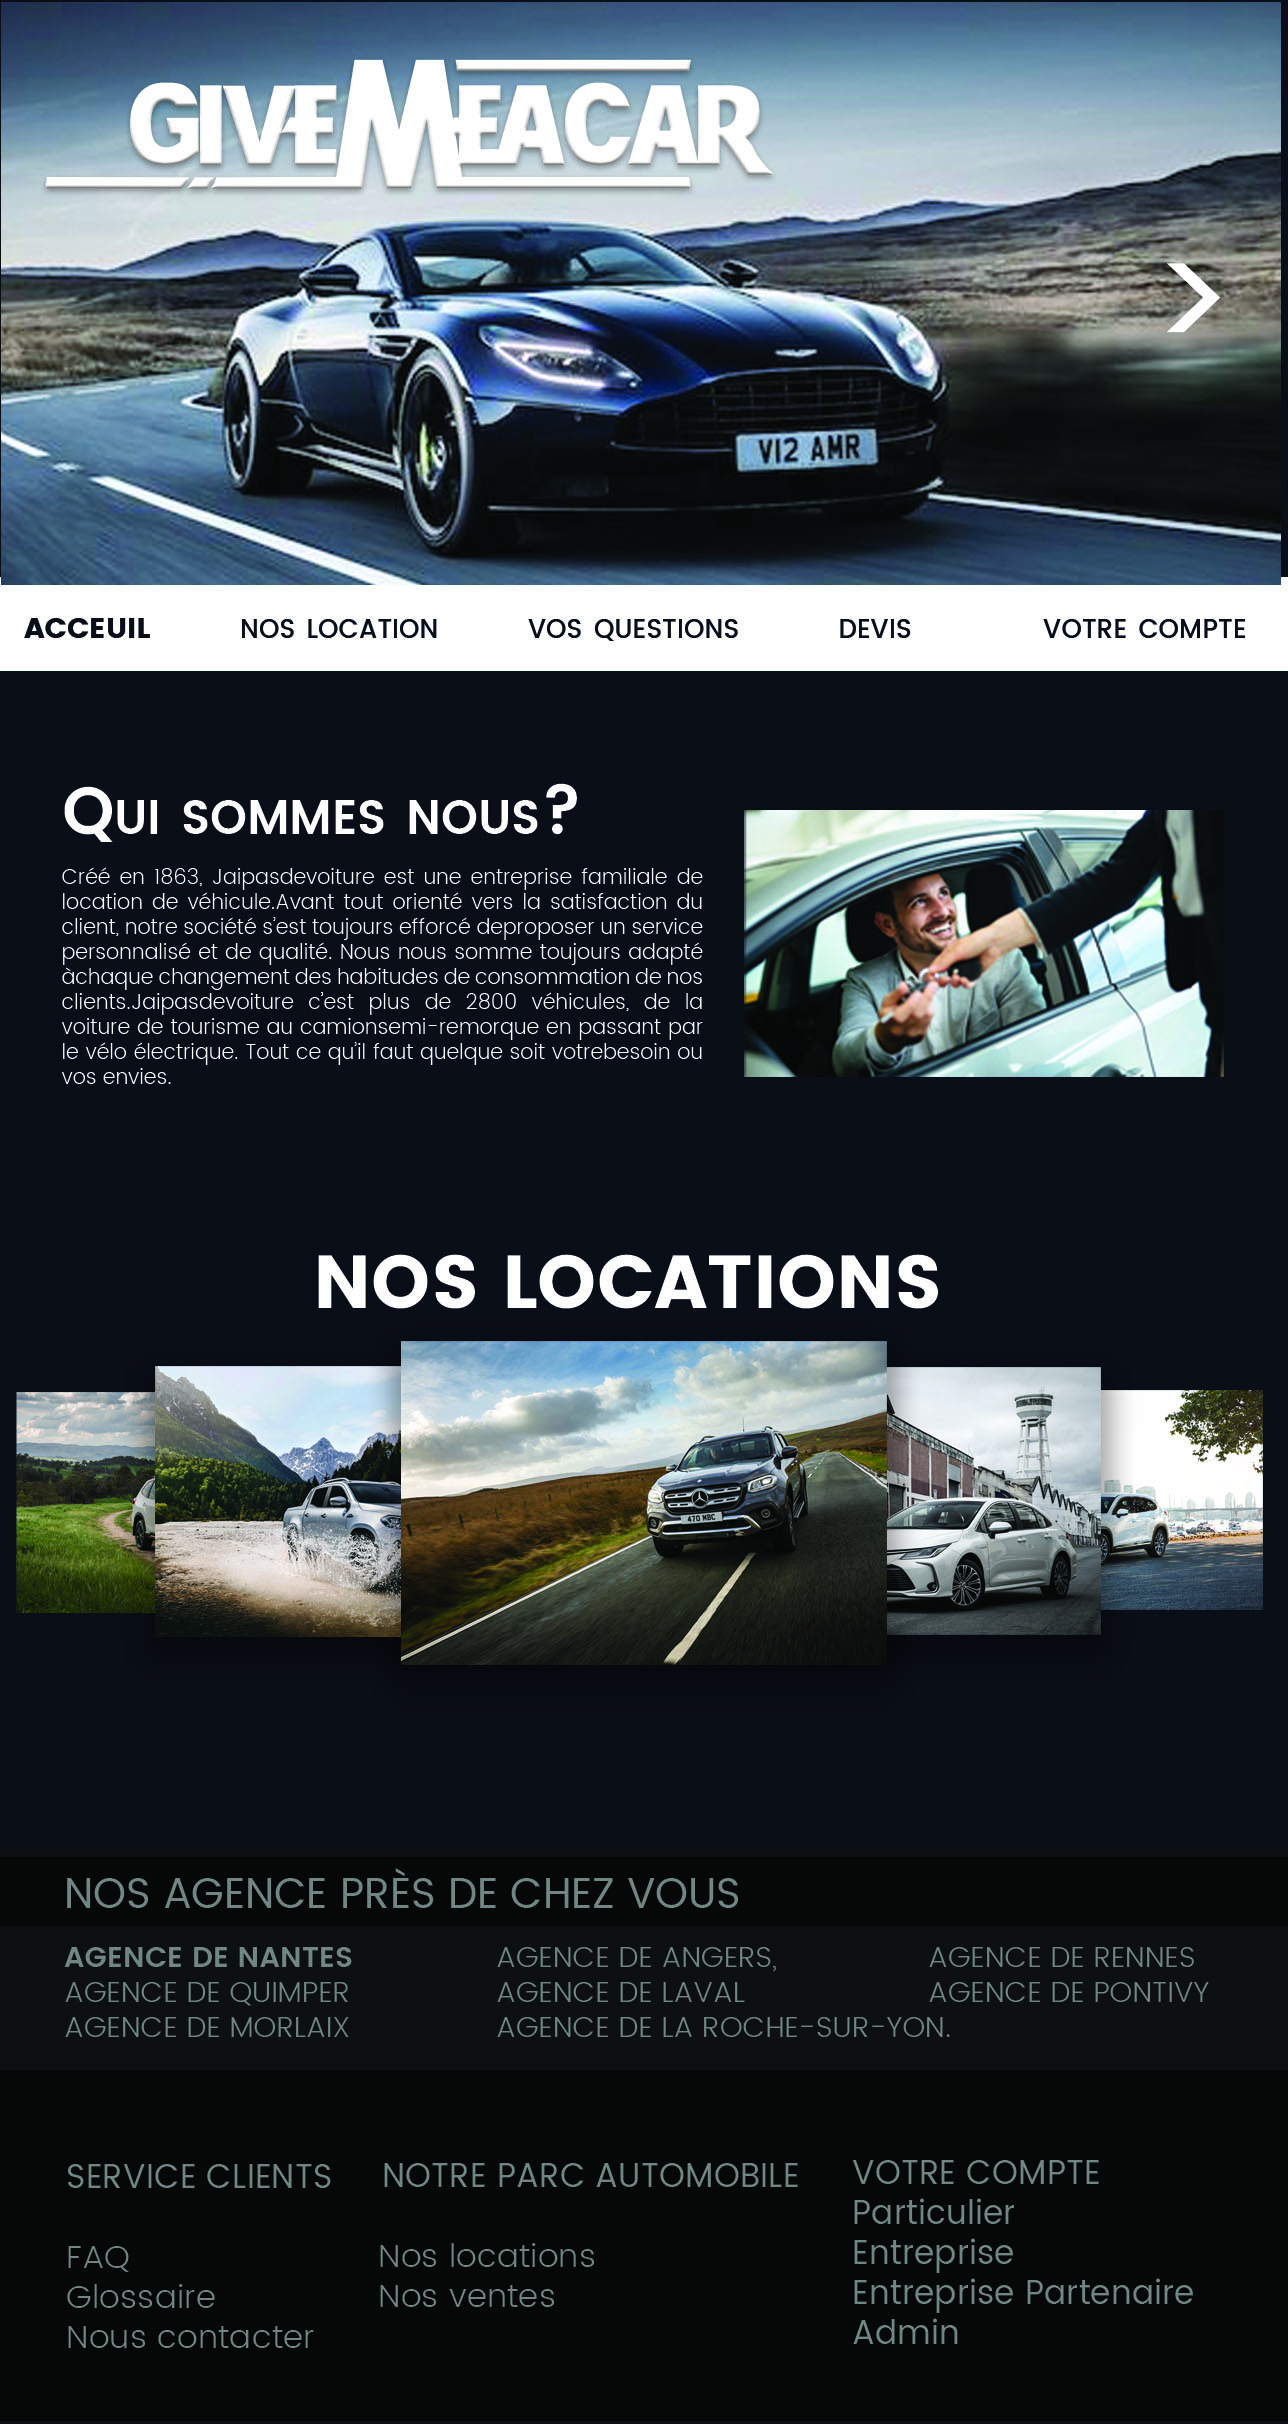 GIVEMEACAR
V12 AMR
ACCEUIL NOS LOCATION VOS QUESTIONS DEVIS VOTRE COMPTE
QUI SOMMES NOUS?
Créé en 1863, Jaipasdevoiture est une entreprise familiale de
location de véhicule.Avant tout orienté vers la satisfaction du
client, notre société s’est toujours efforcé deproposer un service
personnalisé et de qualité. Nous nous somme toujours adapté
àchaque changement des habitudes de consommation de nos
clients.Jaipasdevoiture c’est plus de 2800 véhicules, de la
voiture de tourisme au camionsemi-remorque en passant par
le vélo électrique. Tout ce qu’il faut quelque soit votrebesoin ou
vos envies.
NOS LOCATIONS
470 MBC
NOS AGENCE PRÈS DE CHEZ VOUS
AGENCE DE NANTES
AGENCE DE QUIMPER
AGENCE DE MORLAIX
AGENCE DE ANGERS,
AGENCE DE LAVAL
AGENCE DE LA ROCHE-SUR-YON.
AGENCE DE RENNES
AGENCE DE PONTIVY
SERVICE CLIENTS
FAQ
Glossaire
Nous contacter
NOTRE PARC AUTOMOBILE
Nos locations
Nos ventes
VOTRE COMPTE
Particulier
Entreprise
Entreprise Partenaire
Admin